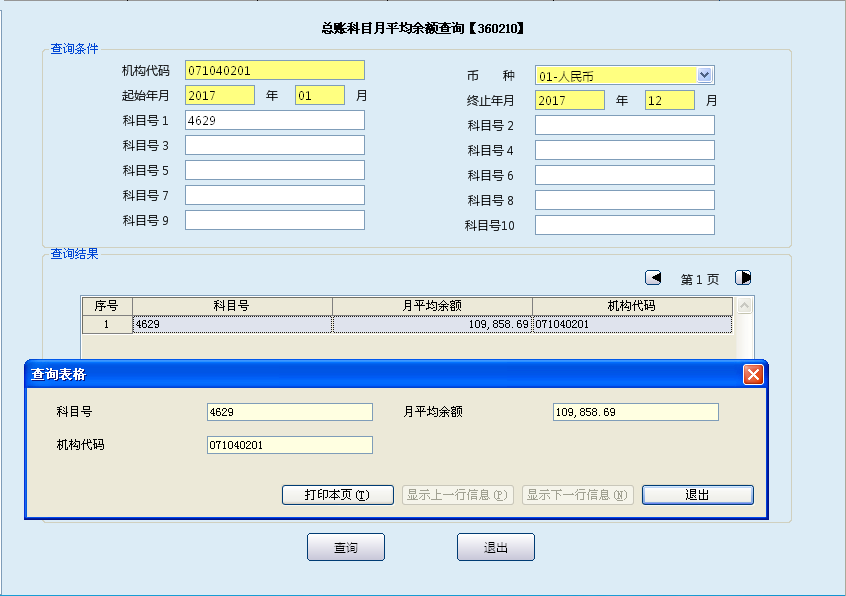 总账科目月平均余额查询【360210】
查询条件
机构代码 071040201 币 种 01-人民币
起始年月 2017 年 01 月 终止年月 2017 年 12 月
科目号 1 4629 科目号 2
科目号 3 科目号 4
科目号 5 科目号 6
科目号 7 科目号 8
科目号 9 科目号10
查询结果
第 1 页
序号 科目号 月平均余额 机构代码
1 4629 109,858.69 071040201
查询表格
科目号 4629 月平均余额 109,858.69
机构代码 071040201
打印本页(T) 显示上一行信息(P) 显示下一行信息(N) 退出
查询 退出